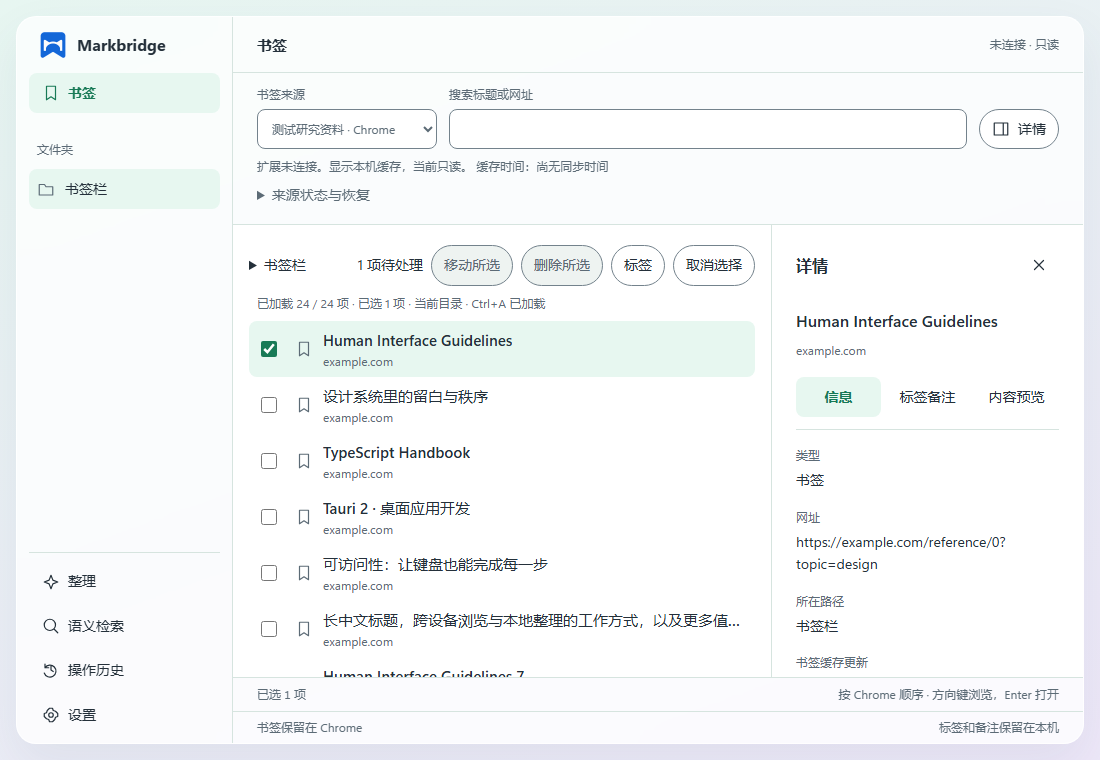 Markbridge
书签
文件夹
书签栏
整理
语义检索
操作历史
设置
书签
未连接 · 只读
书签来源
搜索标题或网址
测试研究资料 · Chrome
详情
扩展未连接。显示本机缓存，当前只读。 缓存时间：尚无同步时间
来源状态与恢复
书签栏
1 项待处理
移动所选
删除所选
标签
取消选择
已加载 24 / 24 项 · 已选 1 项 · 当前目录 · Ctrl+A 已加载
Human Interface Guidelines
example.com
设计系统里的留白与秩序
example.com
TypeScript Handbook
example.com
Tauri 2 · 桌面应用开发
example.com
可访问性：让键盘也能完成每一步
example.com
长中文标题，跨设备浏览与本地整理的工作方式，以及更多值...
example.com
Human Interface Guidelines 7
详情
Human Interface Guidelines
example.com
信息
标签备注
内容预览
类型
书签
网址
https://example.com/reference/0?
topic=design
所在路径
书签栏
书签缓存更新
已选 1 项
按 Chrome 顺序 · 方向键浏览，Enter 打开
书签保留在 Chrome
标签和备注保留在本机